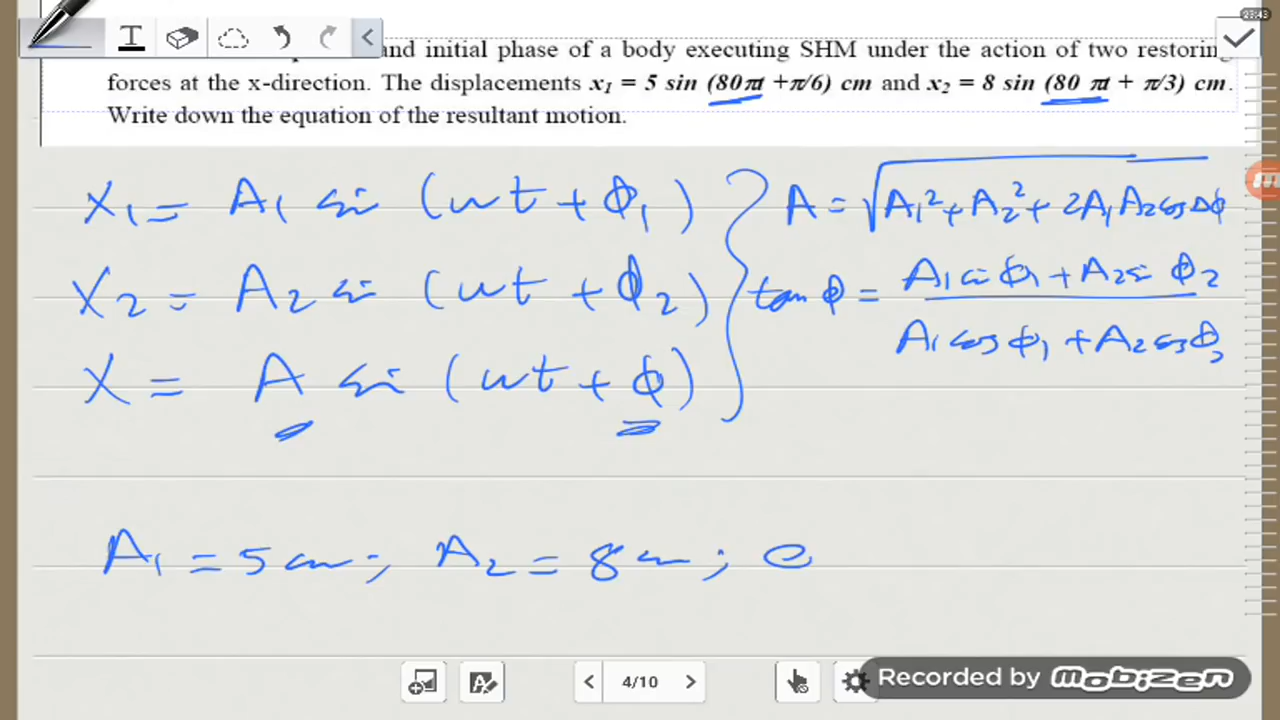 23:43
T
and initial phase of a body executing SHM under the action of two restoring
forces at the x-direction. The displacements x₁ = 5 sin (80πt +π/6) cm and x₂ = 8 sin (80 πt + π/3) cm.
Write down the equation of the resultant motion.
x₁ = A₁ sin (ωt + φ₁)
A = √A₁² + A₂² + 2A₁A₂ cos Δφ
x₂ = A₂ sin (ωt + φ₂)
tan φ = A₁ sin φ₁ + A₂ sin φ₂
A₁ cos φ₁ + A₂ cos φ₂
x = A sin (ωt + φ)
A₁ = 5 cm; A₂ = 8 cm;
4/10
Recorded by mobizen